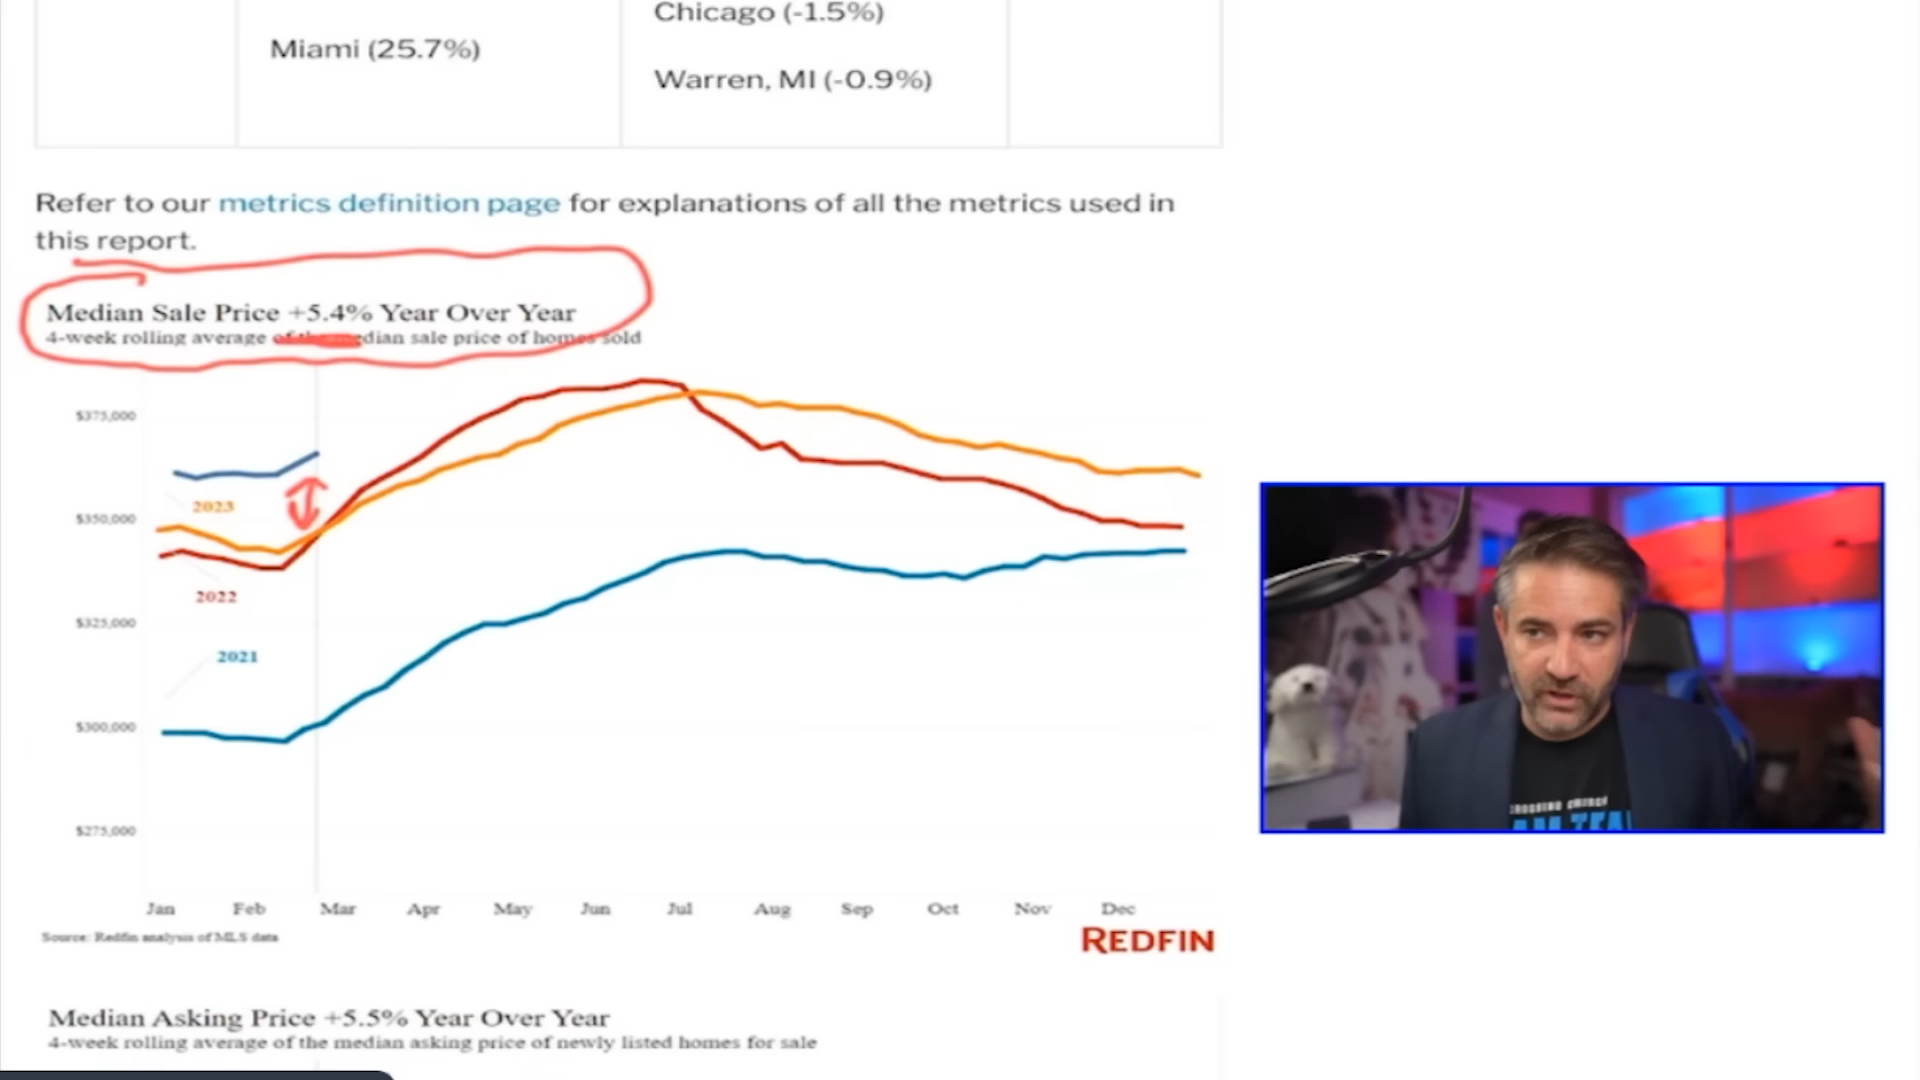 Chicago (-1.5%)
Miami (25.7%)
Warren, MI (-0.9%)
Refer to our metrics definition page for explanations of all the metrics used in
this report.
Median Sale Price +5.4% Year Over Year
4-week rolling average of the median sale price of homes sold
$375,000
2023
$350,000
2022
$325,000
2021
$300,000
$275,000
Jan Feb Mar Apr May Jun Jul Aug Sep Oct Nov Dec
Source: Redfin analysis of MLS data
REDFIN
Median Asking Price +5.5% Year Over Year
4-week rolling average of the median asking price of newly listed homes for sale